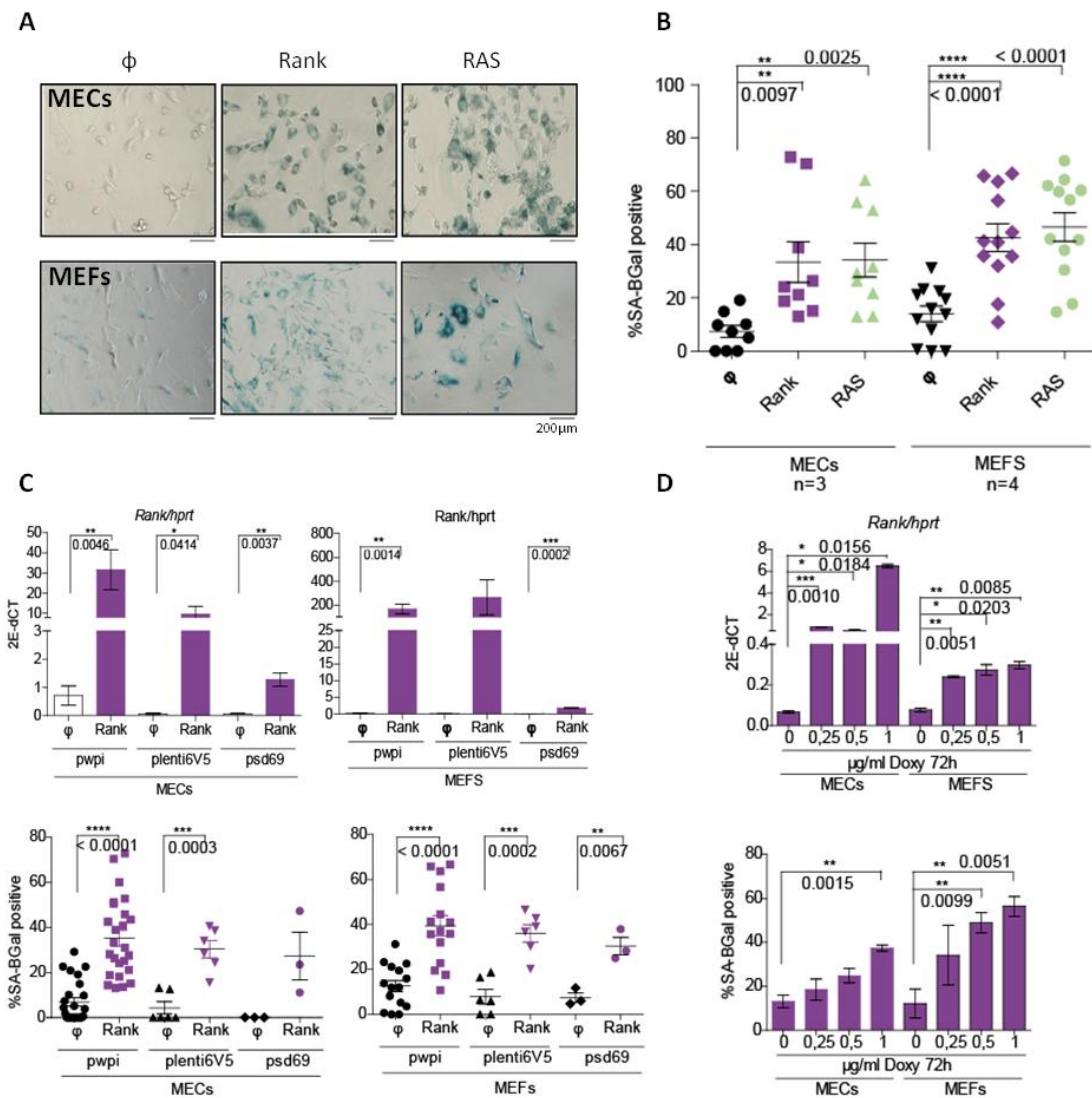 A
ϕ Rank RAS
MECs
MEFs
200µm
B
** 0.0025
**
0.0097
**** < 0.0001
****
< 0.0001
%SA-BGal positive
100
80
60
40
20
0
φ Rank RAS φ Rank RAS
MECs MEFS
n=3 n=4
C
Rank/hprt
** * **
0.0046 0.0414 0.0037
2E-dCT
50
40
30
20
10
3
2
1
0
φ Rank φ Rank φ Rank
pwpi plenti6V5 psd69
MECs
Rank/hprt
** ***
0.0014 0.0002
800
600
400
200
25
20
15
10
5
0
φ Rank φ Rank φ Rank
pwpi plenti6V5 psd69
MEFS
**** ***
< 0.0001 0.0003
%SA-BGal positive
80
60
40
20
0
φ Rank φ Rank φ Rank
pwpi plenti6V5 psd69
MECs
**** *** **
< 0.0001 0.0002 0.0067
80
60
40
20
0
φ Rank φ Rank φ Rank
pwpi plenti6V5 psd69
MEFs
D
Rank/hprt
* 0.0156
* 0.0184
***
0.0010
** 0.0085
* 0.0203
**
0.0051
2E-dCT
8
6
4
2
0.4
0.2
0.0
0 0,25 0,5 1 0 0,25 0,5 1
µg/ml Doxy 72h
MECs MEFS
**
0.0015
** 0.0051
**
0.0099
%SA-BGal positive
80
60
40
20
0
0 0,25 0,5 1 0 0,25 0,5 1
µg/ml Doxy 72h
MECs MEFs